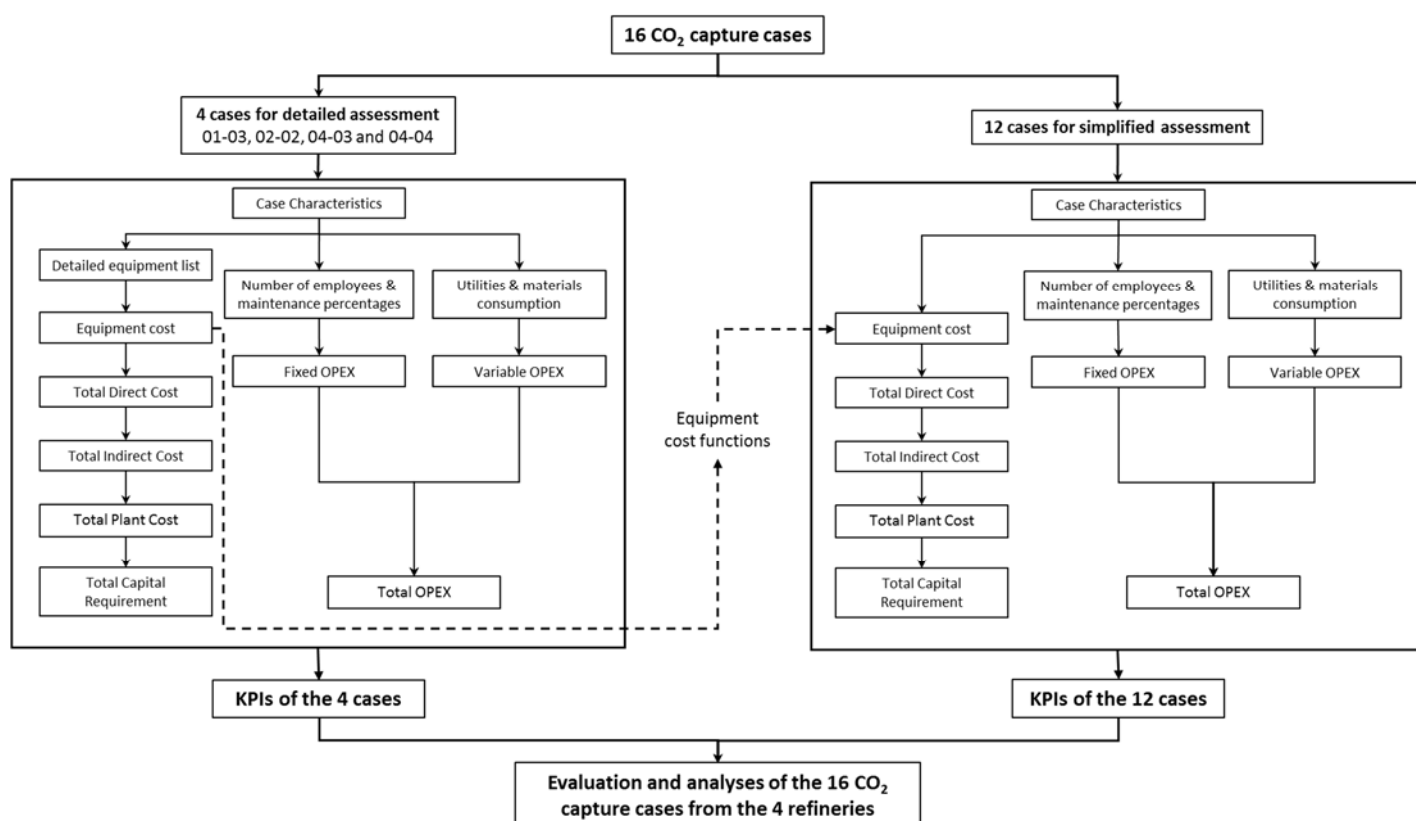 16 CO₂ capture cases
4 cases for detailed assessment
01-03, 02-02, 04-03 and 04-04
12 cases for simplified assessment
Case Characteristics
Detailed equipment list
Number of employees &
maintenance percentages
Utilities & materials
consumption
Equipment cost
Fixed OPEX
Variable OPEX
Total Direct Cost
Total Indirect Cost
Total Plant Cost
Total Capital
Requirement
Total OPEX
Equipment
cost functions
Case Characteristics
Number of employees &
maintenance percentages
Utilities & materials
consumption
Equipment cost
Fixed OPEX
Variable OPEX
Total Direct Cost
Total Indirect Cost
Total Plant Cost
Total Capital
Requirement
Total OPEX
KPIs of the 4 cases
KPIs of the 12 cases
Evaluation and analyses of the 16 CO₂
capture cases from the 4 refineries